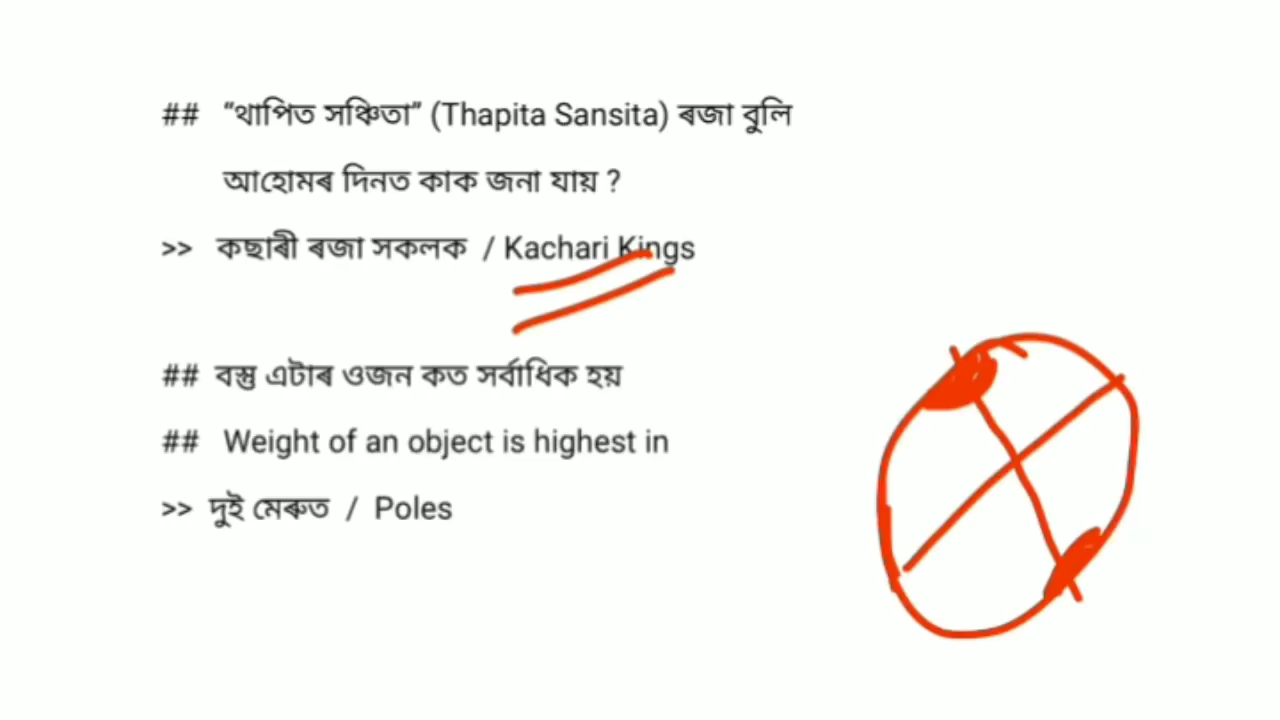 ## “থাপিত সঞ্চিতা” (Thapita Sansita) ৰজা বুলি
আহোমৰ দিনত কাক জনা যায় ?
>> কছাৰী ৰজা সকলক / Kachari Kings
## বস্তু এটাৰ ওজন কত সৰ্বাধিক হয়
## Weight of an object is highest in
>> দুই মেৰুত / Poles